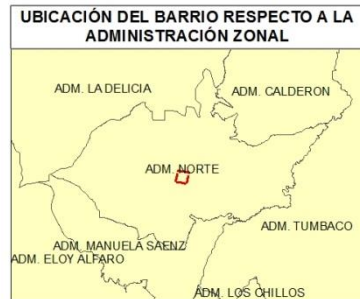 UBICACIÓN DEL BARRIO RESPECTO A LA
ADMINISTRACIÓN ZONAL
ADM. LA DELICIA
ADM. CALDERON
ADM. NORTE
ADM. TUMBACO
ADM. MANUELA SAENZ
ADM. ELOY ALFARO
ADM. LOS CHILLOS